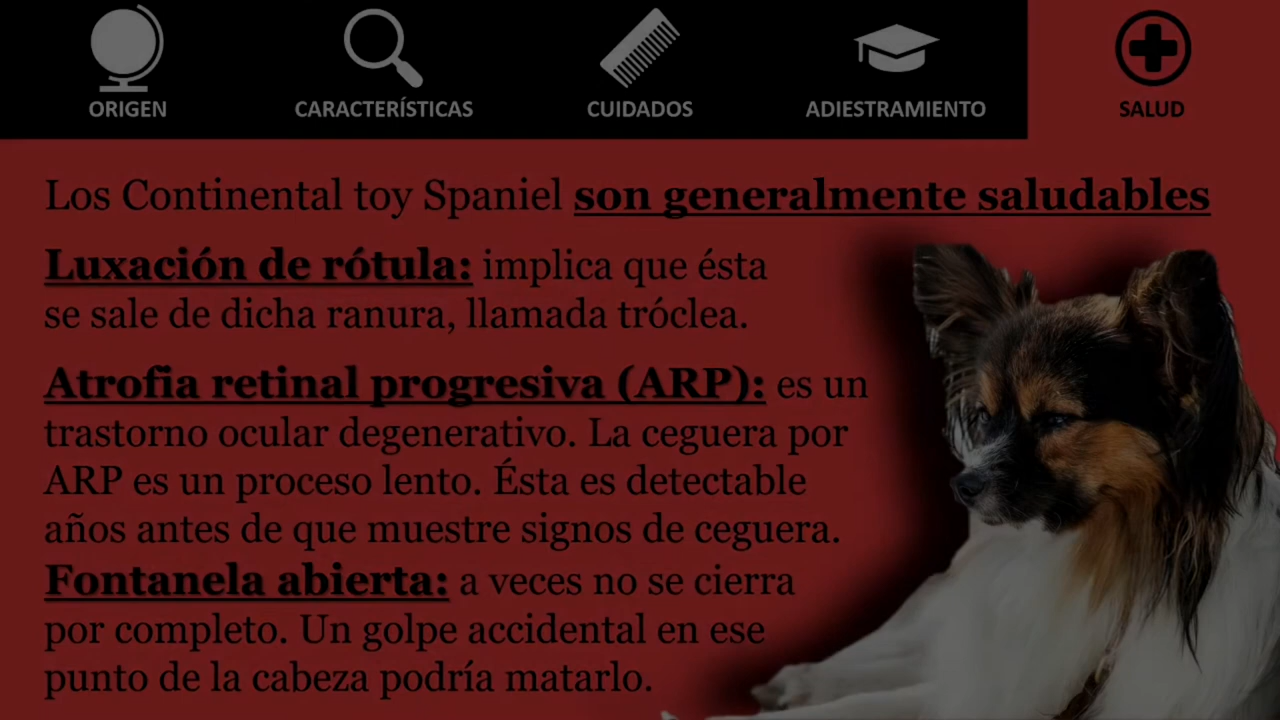 ORIGEN
CARACTERÍSTICAS
CUIDADOS
ADIESTRAMIENTO
SALUD
Los Continental toy Spaniel son generalmente saludables
Luxación de rótula: implica que ésta
se sale de dicha ranura, llamada tróclea.
Atrofia retinal progresiva (ARP): es un
trastorno ocular degenerativo. La ceguera por
ARP es un proceso lento. Ésta es detectable
años antes de que muestre signos de ceguera.
Fontanela abierta: a veces no se cierra
por completo. Un golpe accidental en ese
punto de la cabeza podría matarlo.